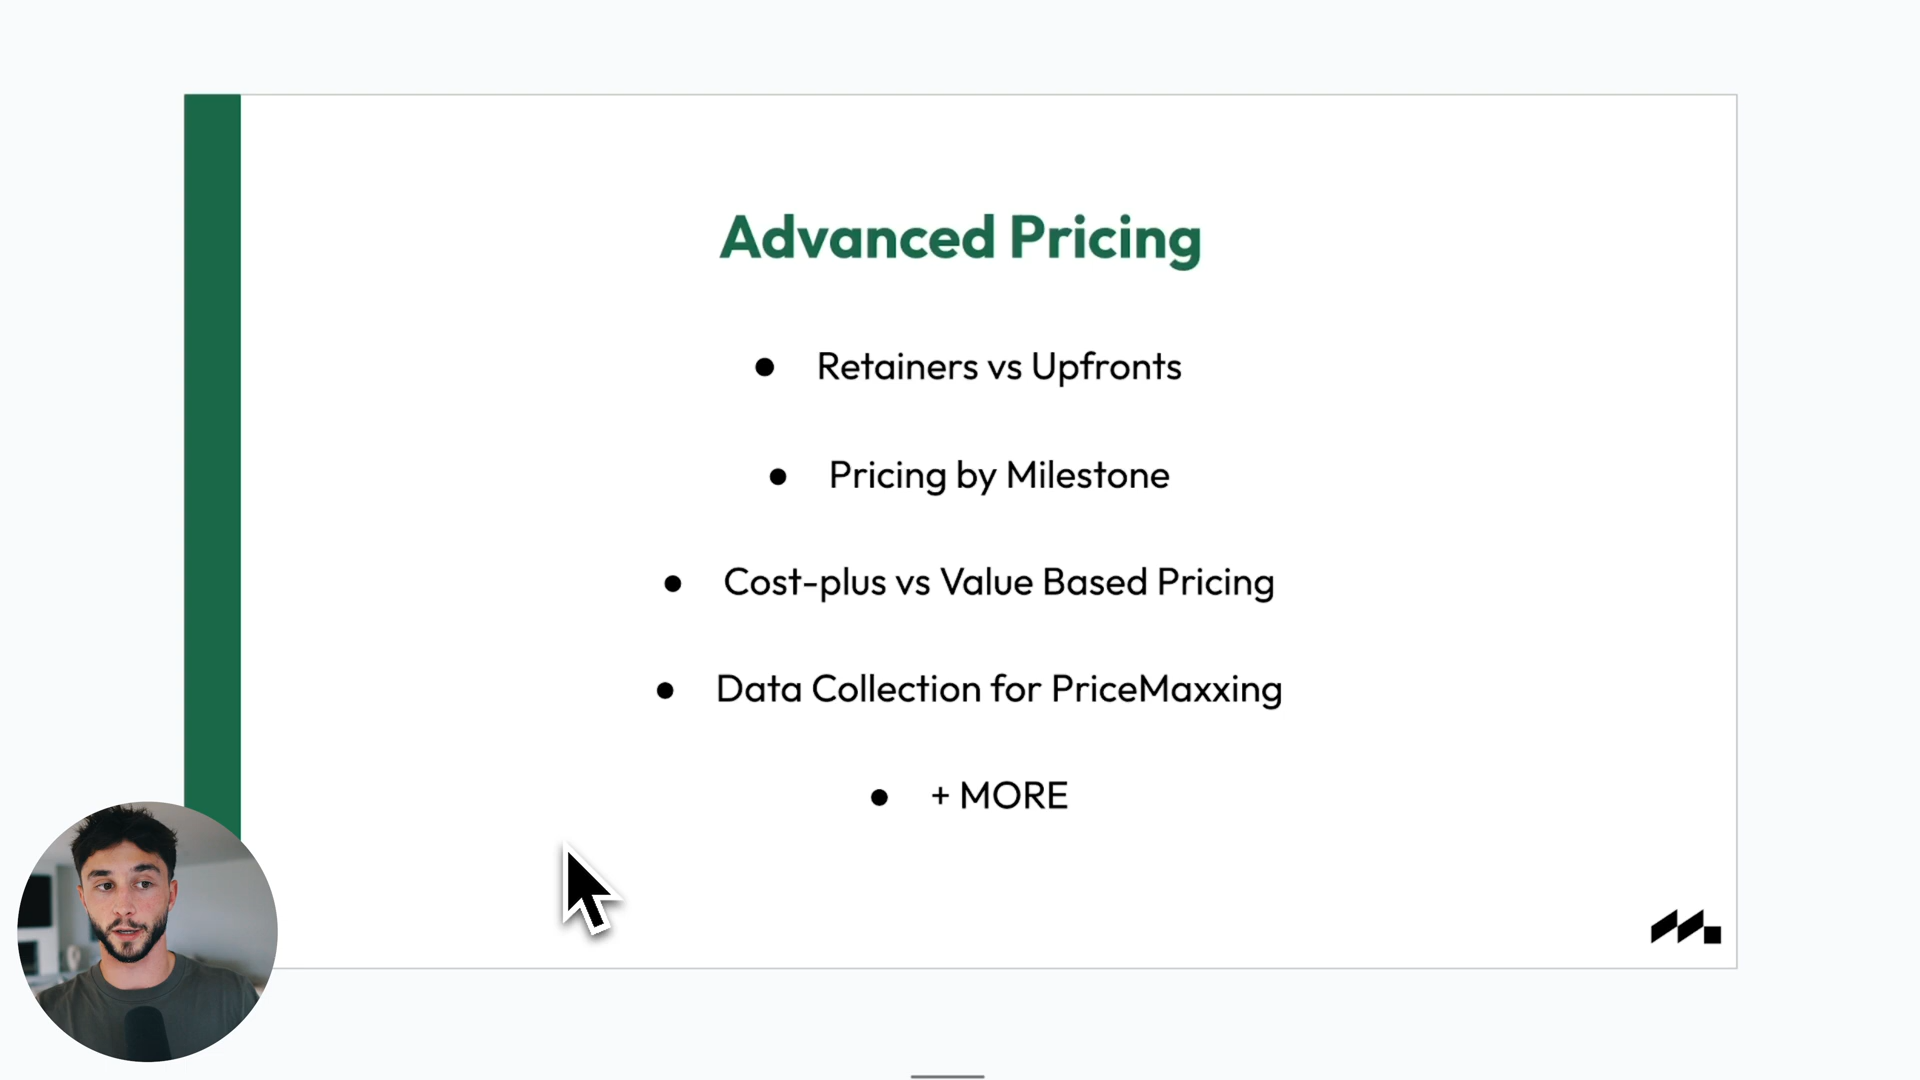 Advanced Pricing
● Retainers vs Upfronts
● Pricing by Milestone
● Cost-plus vs Value Based Pricing
● Data Collection for PriceMaxxing
● + MORE